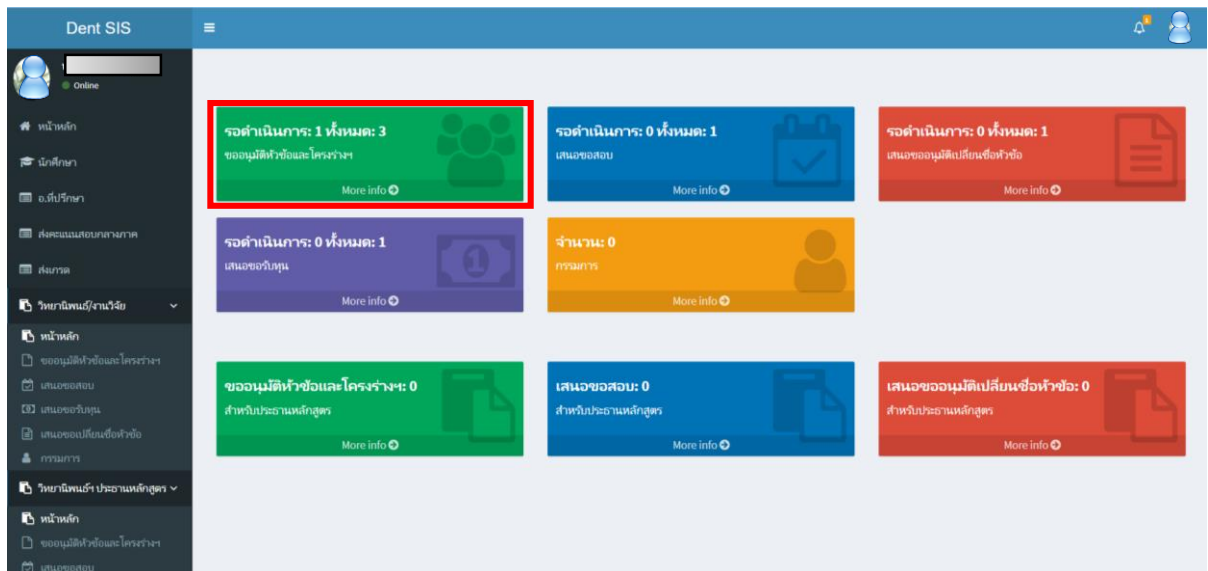 Dent SIS
Online
หน้าหลัก
นักศึกษา
อ.ที่ปรึกษา
ส่งคะแนนสอบกลางภาค
ส่งเกรด
วิทยานิพนธ์/งานวิจัย
หน้าหลัก
ขออนุมัติหัวข้อและโครงร่างฯ
เสนอขอสอบ
เสนอขอรับทุน
เสนอขอเปลี่ยนชื่อหัวข้อ
กรรมการ
วิทยานิพนธ์ฯ ประธานหลักสูตร
หน้าหลัก
ขออนุมัติหัวข้อและโครงร่างฯ
เสนอขอสอบ
รอดำเนินการ: 1 ทั้งหมด: 3
ขออนุมัติหัวข้อและโครงร่างฯ
More info
รอดำเนินการ: 0 ทั้งหมด: 1
เสนอขอสอบ
More info
รอดำเนินการ: 0 ทั้งหมด: 1
เสนอขออนุมัติเปลี่ยนชื่อหัวข้อ
More info
รอดำเนินการ: 0 ทั้งหมด: 1
เสนอขอรับทุน
More info
จำนวน: 0
กรรมการ
More info
ขออนุมัติหัวข้อและโครงร่างฯ: 0
สำหรับประธานหลักสูตร
More info
เสนอขอสอบ: 0
สำหรับประธานหลักสูตร
More info
เสนอขออนุมัติเปลี่ยนชื่อหัวข้อ: 0
สำหรับประธานหลักสูตร
More info